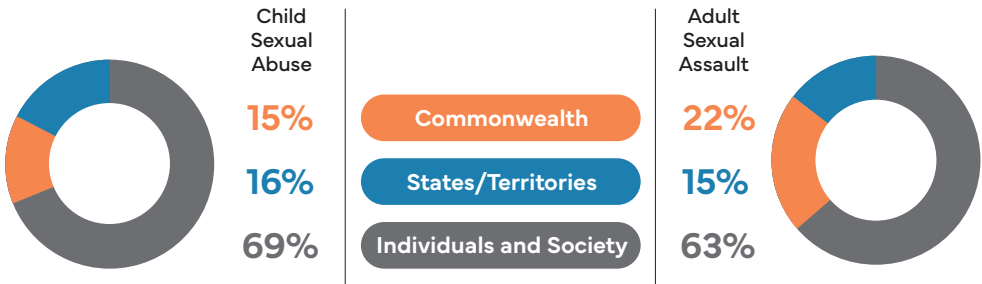 Child
Sexual
Abuse
Adult
Sexual
Assault
15%
Commonwealth
22%
16%
States/Territories
15%
69%
Individuals and Society
63%